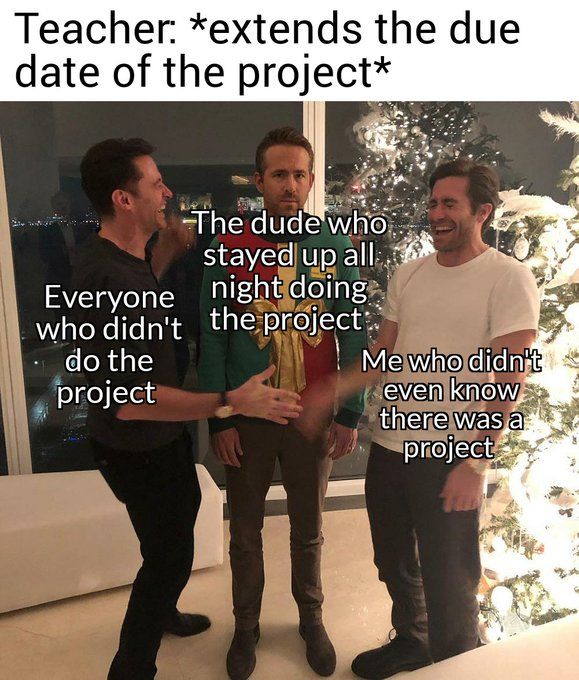 Teacher: *extends the due
date of the project*
The dude who
stayed up all
night doing
the project
Everyone
who didn't
do the
project
Me who didn't
even know
there was a
project